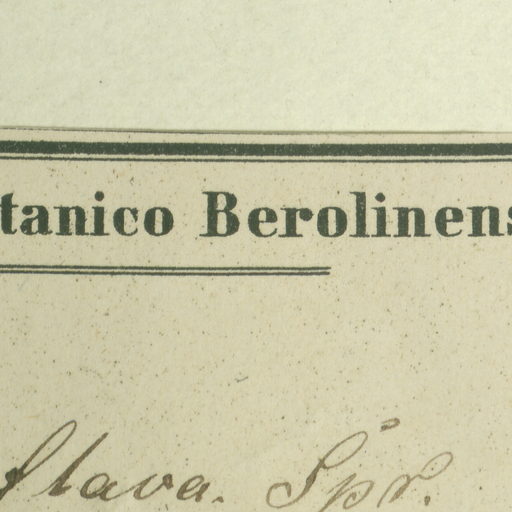 tanico Berolinens
flava. Spr.